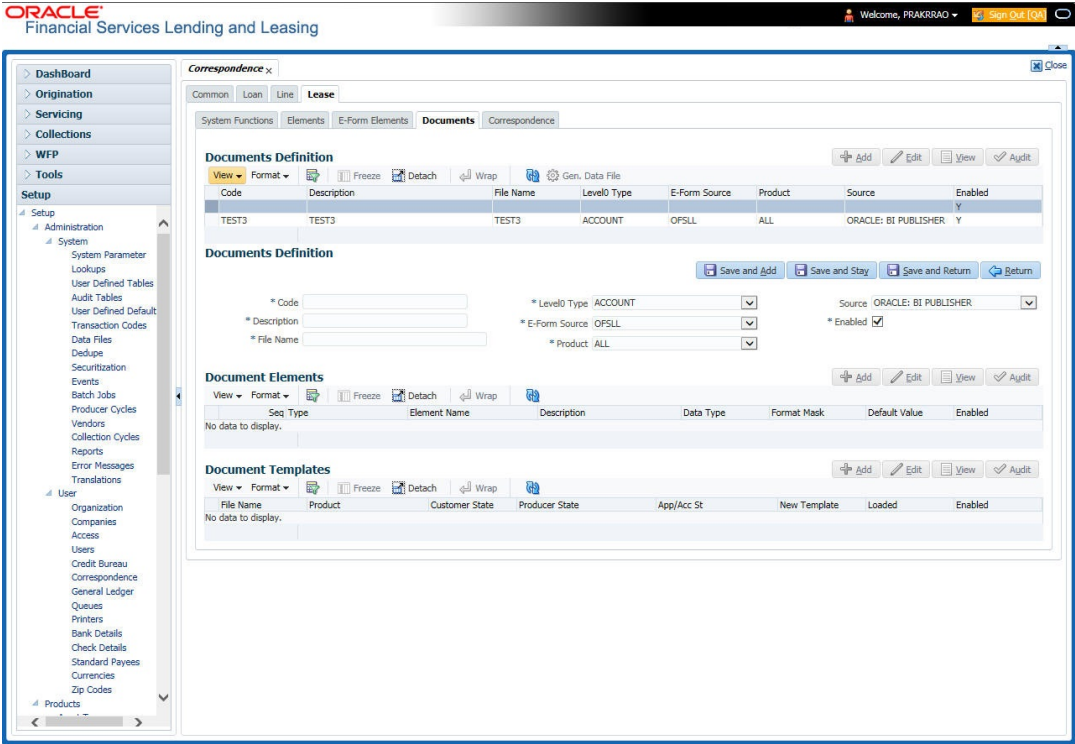 ORACLE
Financial Services Lending and Leasing
Welcome, PRAKRRAO
Sign Out [QA]
DashBoard
Origination
Servicing
Collections
WFP
Tools
Setup
Setup
Administration
System
System Parameter
Lookups
User Defined Tables
Audit Tables
User Defined Default
Transaction Codes
Data Files
Dedupe
Securitization
Events
Batch Jobs
Producer Cycles
Vendors
Collection Cycles
Reports
Error Messages
Translations
User
Organization
Companies
Access
Users
Credit Bureau
Correspondence
General Ledger
Queues
Printers
Bank Details
Check Details
Standard Payees
Currencies
Zip Codes
Products
Correspondence x
Close
Common Loan Line Lease
System Functions Elements E-Form Elements Documents Correspondence
Documents Definition
Add Edit View Audit
View Format Freeze Detach Wrap Gen. Data File
Code Description File Name Level0 Type E-Form Source Product Source Enabled
Y
TEST3 TEST3 TEST3 ACCOUNT OFSLL ALL ORACLE: BI PUBLISHER Y
Documents Definition
Save and Add Save and Stay Save and Return Return
* Code
* Description
* File Name
* Level0 Type ACCOUNT
* E-Form Source OFSLL
* Product ALL
Source ORACLE: BI PUBLISHER
* Enabled
Document Elements
Add Edit View Audit
View Format Freeze Detach Wrap
Seq Type Element Name Description Data Type Format Mask Default Value Enabled
No data to display.
Document Templates
Add Edit View Audit
View Format Freeze Detach Wrap
File Name Product Customer State Producer State App/Acc St New Template Loaded Enabled
No data to display.